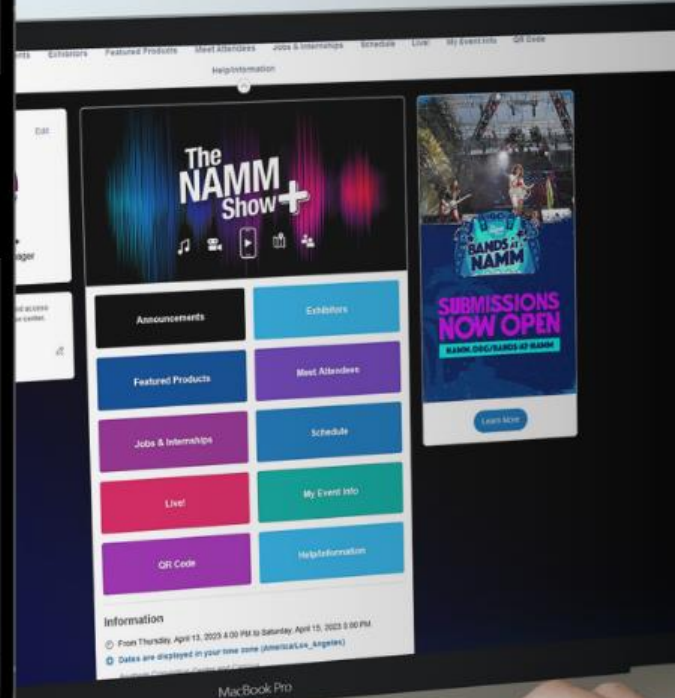 Exhibitors Featured Products Meet Attendees Jobs & Internships Schedule Live! My Event Info QR Code
Help/Information
Edit
The
NAMM
Show+
Announcements
Exhibitors
Featured Products
Meet Attendees
Jobs & Internships
Schedule
Live!
My Event Info
QR Code
Help/Information
Information
From Thursday, April 13, 2023 4:00 PM to Saturday, April 15, 2023 5:00 PM
Dates are displayed in your time zone (America/Los_Angeles)
BANDS AT
NAMM
SUBMISSIONS
NOW OPEN
NAMM.ORG/BANDS-AT-NAMM
Learn More
MacBook Pro